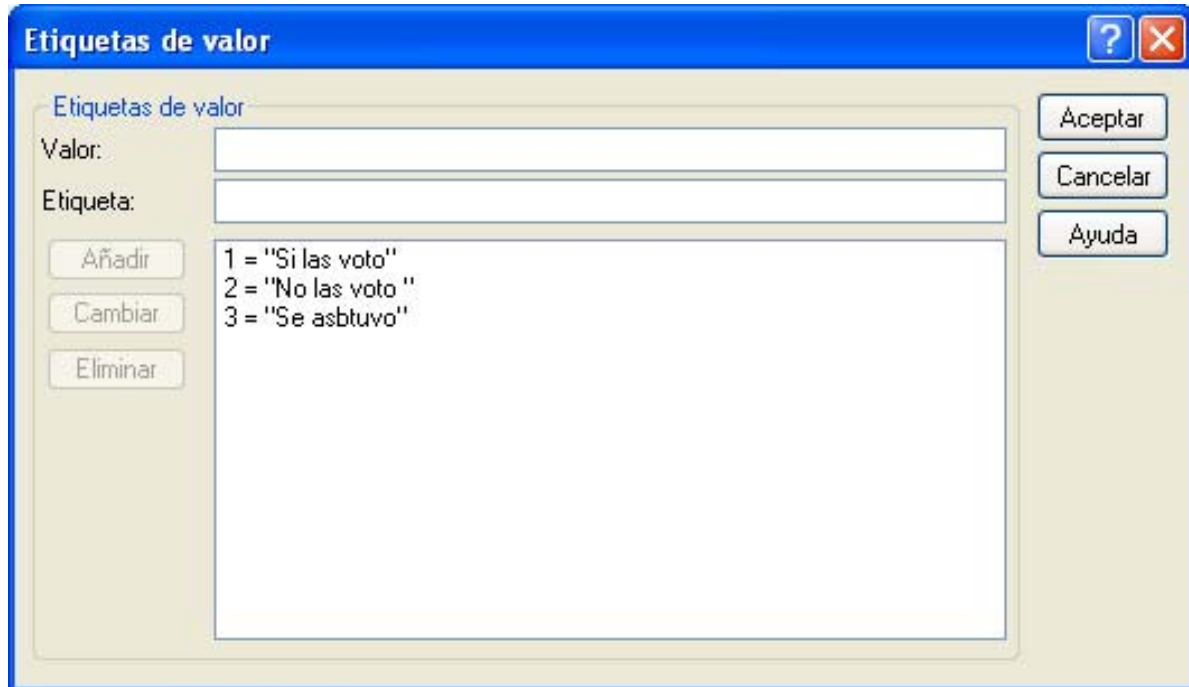 Etiquetas de valor
Etiquetas de valor
Valor:
Etiqueta:
Añadir
Cambiar
Eliminar
1 = "Si las voto"
2 = "No las voto "
3 = "Se asbtuvo"
Aceptar
Cancelar
Ayuda